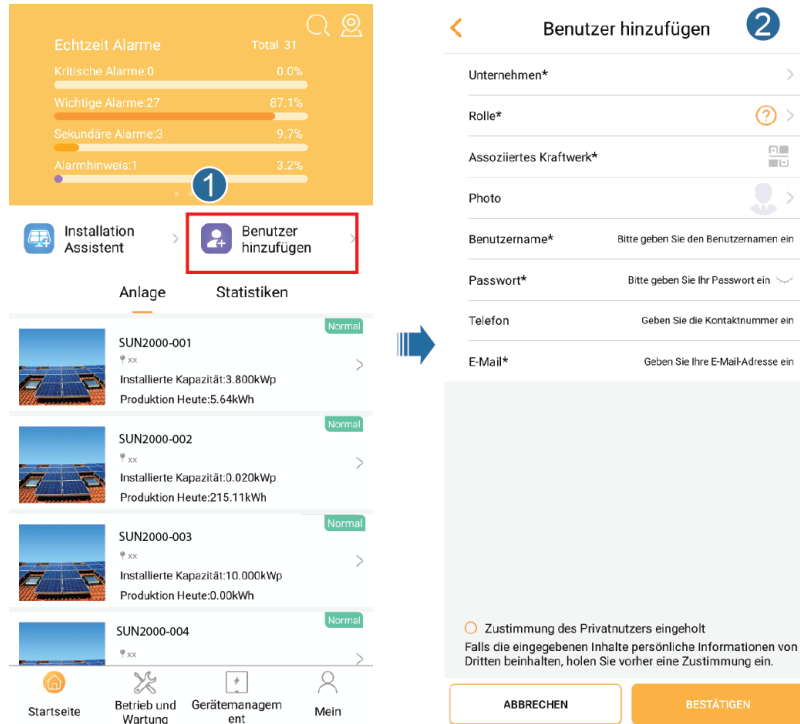 Echtzeit Alarme Total 31
Kritische Alarme:0 0.0%
Wichtige Alarme:27 87.1%
Sekundäre Alarme:3 9.7%
Alarmhinweis:1 3.2%
1
Installation
Assistent
Benutzer
hinzufügen
Anlage Statistiken
Normal
SUN2000-001
xx
Installierte Kapazität:3.800kWp
Produktion Heute:5.64kWh
Normal
SUN2000-002
xx
Installierte Kapazität:0.020kWp
Produktion Heute:215.11kWh
Normal
SUN2000-003
xx
Installierte Kapazität:10.000kWp
Produktion Heute:0.00kWh
Normal
SUN2000-004
xx
Startseite
Betrieb und
Wartung
Gerätemanagem
ent
Mein
Benutzer hinzufügen 2
Unternehmen*
Rolle* ?
Assoziiertes Kraftwerk*
Photo
Benutzername* Bitte geben Sie den Benutzernamen ein
Passwort* Bitte geben Sie Ihr Passwort ein
Telefon Geben Sie die Kontaktnummer ein
E-Mail* Geben Sie Ihre E-Mail-Adresse ein
Zustimmung des Privatnutzers eingeholt
Falls die eingegebenen Inhalte persönliche Informationen von
Dritten beinhalten, holen Sie vorher eine Zustimmung ein.
ABBRECHEN BESTÄTIGEN